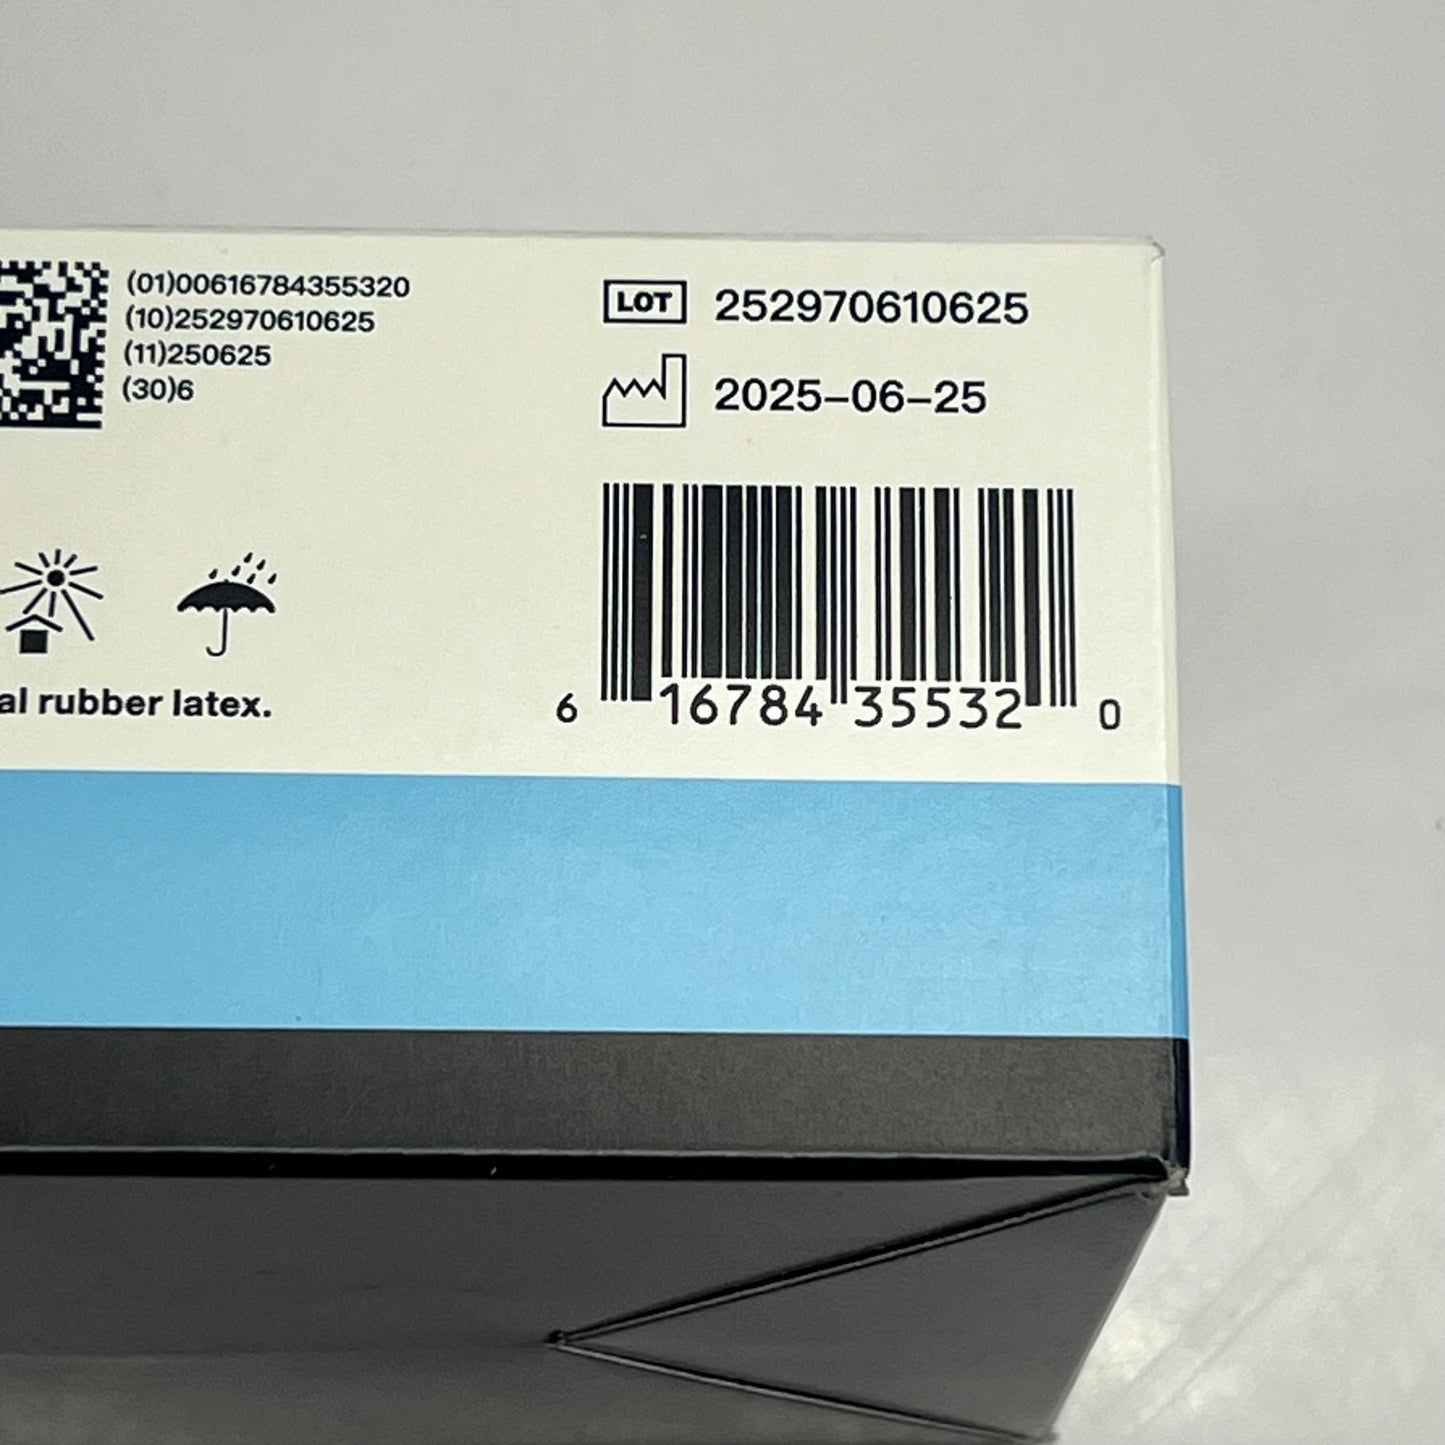 (01)00616784355320
(10)252970610625
(11)250625
(30)6
LOT 252970610625
2025–06–25
6 16784 35532 0
rubber latex.